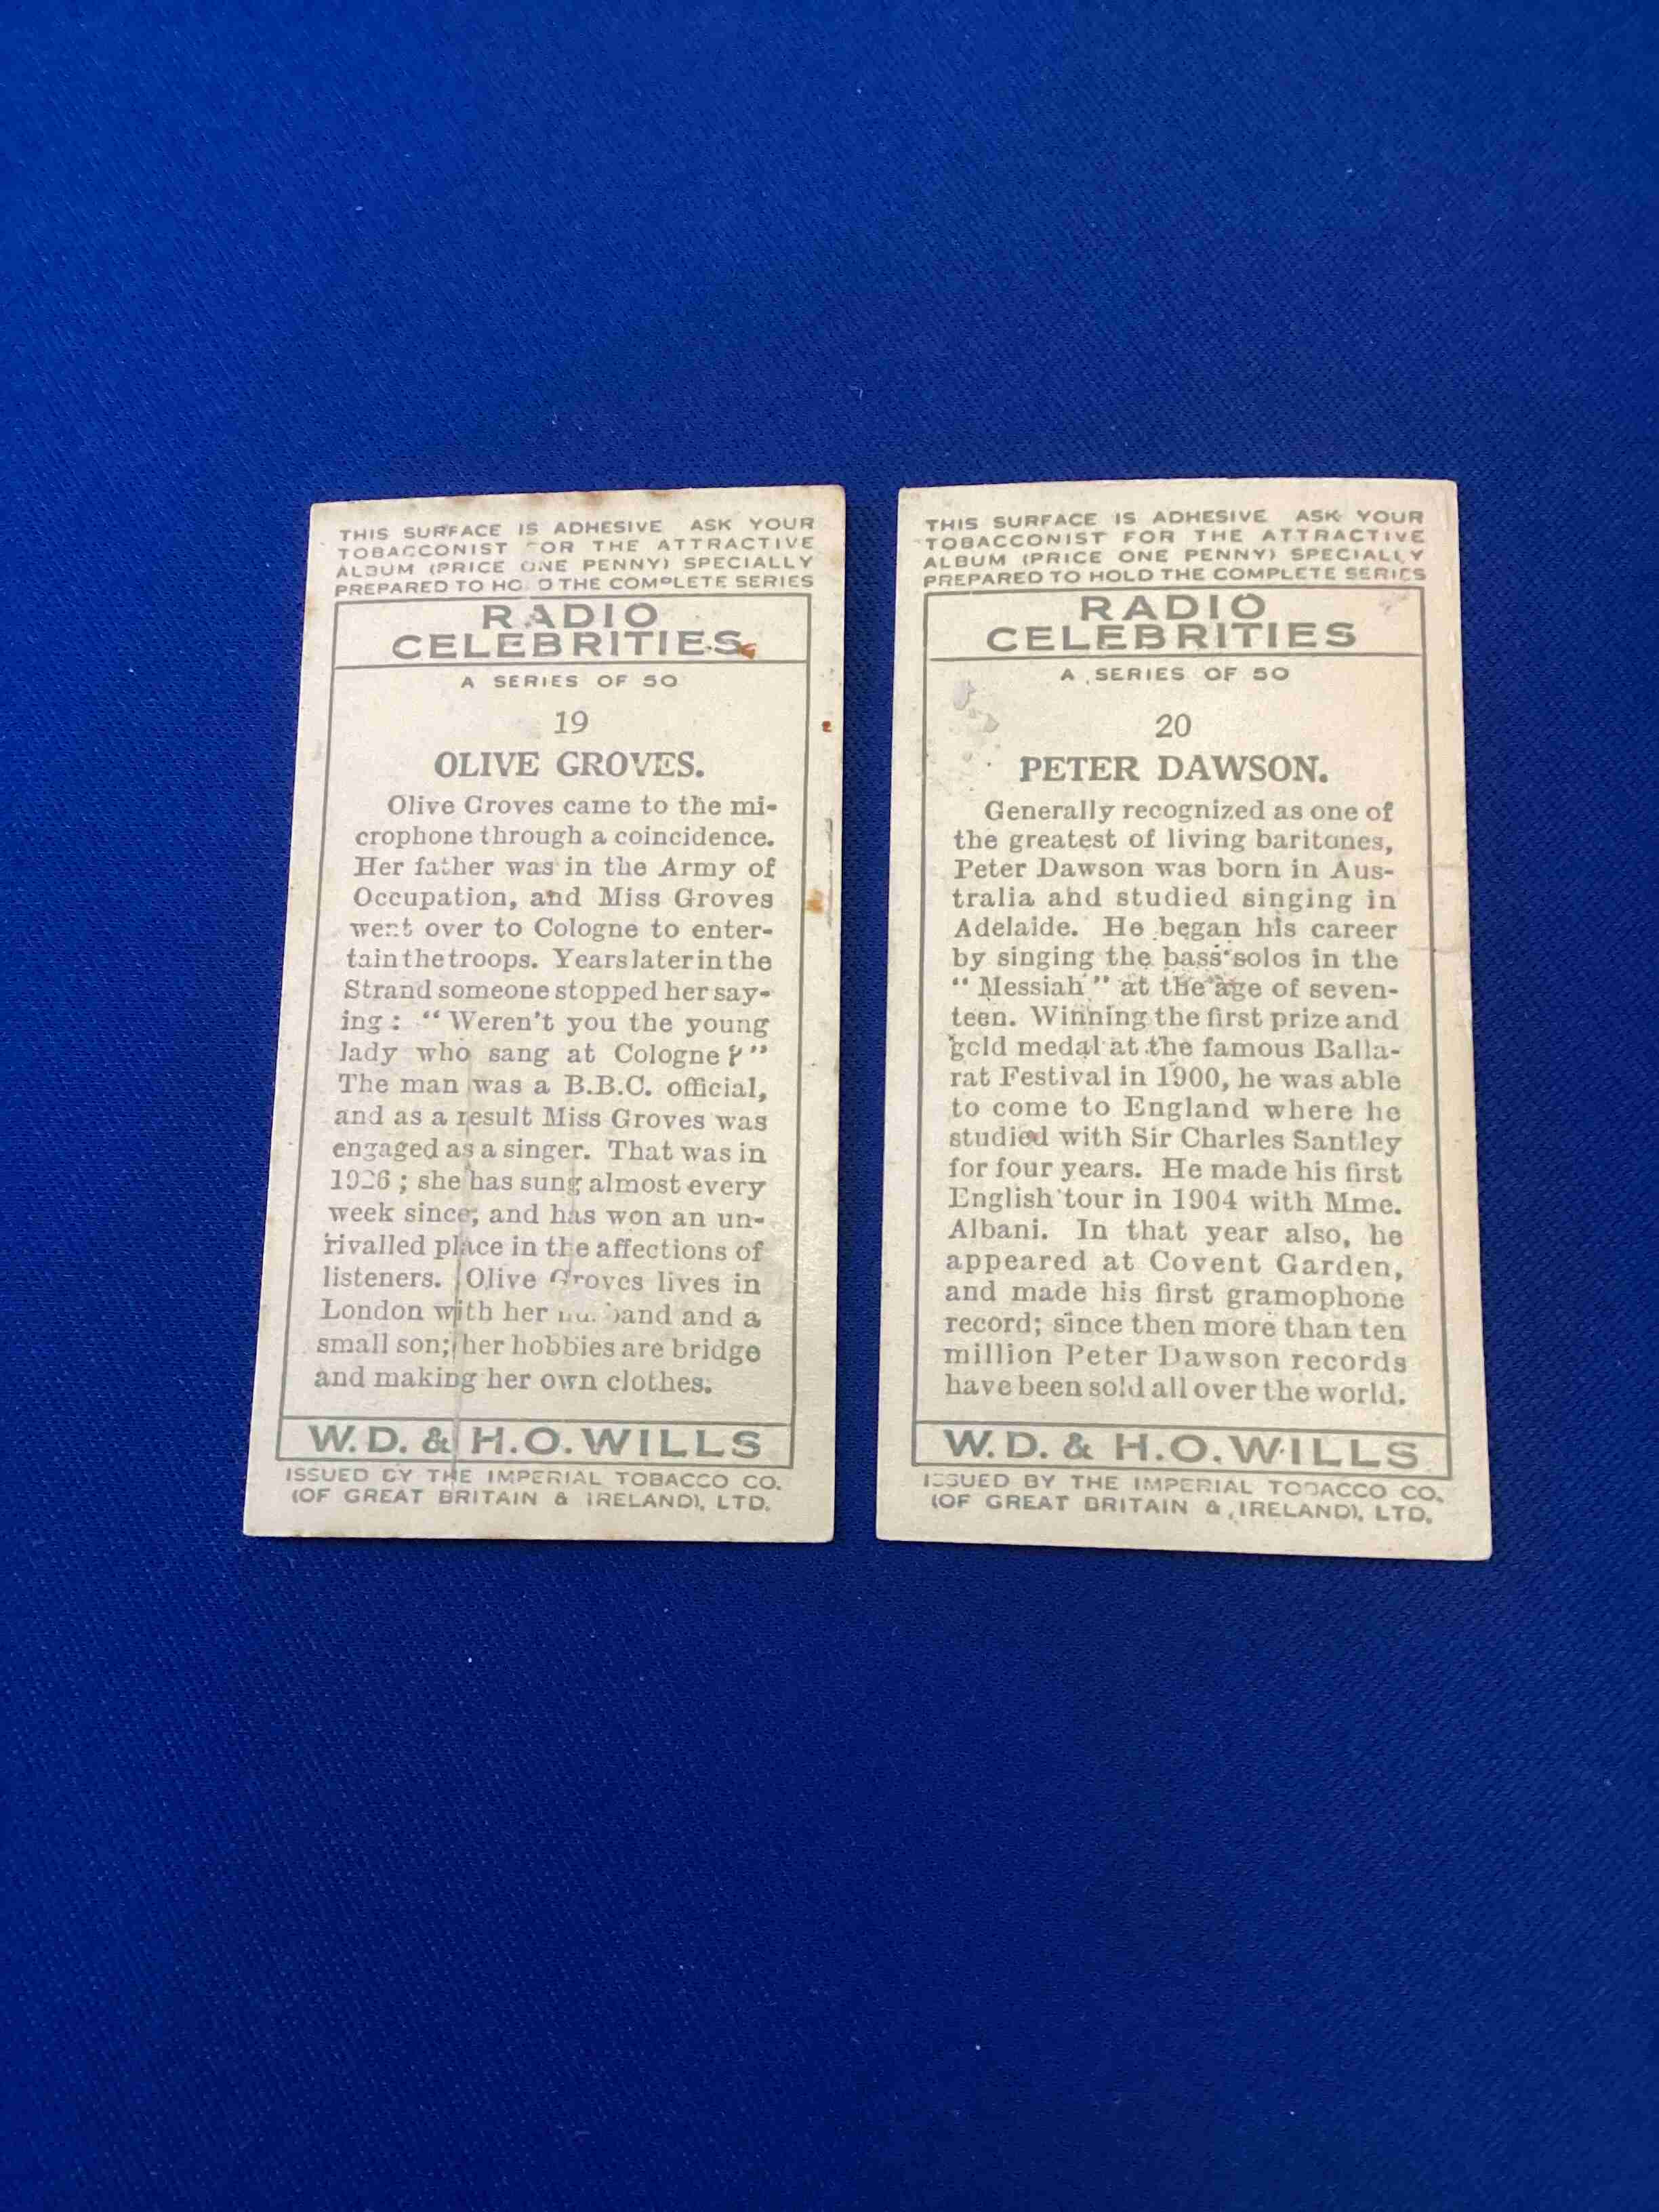 THIS SURFACE IS ADHESIVE ASK YOUR
TOBACCONIST FOR THE ATTRACTIVE
ALBUM (PRICE ONE PENNY) SPECIALLY
PREPARED TO HOLD THE COMPLETE SERIES
RADIO
CELEBRITIES
A SERIES OF 50
19
OLIVE GROVES.
Olive Groves came to the mi-
crophone through a coincidence.
Her father was in the Army of
Occupation, and Miss Groves
went over to Cologne to enter-
tain the troops. Years later in the
Strand someone stopped her say-
ing: "Weren't you the young
lady who sang at Cologne?"
The man was a B.B.C. official,
and as a result Miss Groves was
engaged as a singer. That was in
1926; she has sung almost every
week since, and has won an un-
rivalled place in the affections of
listeners. Olive Groves lives in
London with her husband and a
small son; her hobbies are bridge
and making her own clothes.
W.D. & H.O. WILLS
ISSUED BY THE IMPERIAL TOBACCO CO.
(OF GREAT BRITAIN & IRELAND), LTD.
THIS SURFACE IS ADHESIVE ASK YOUR
TOBACCONIST FOR THE ATTRACTIVE
ALBUM (PRICE ONE PENNY) SPECIALLY
PREPARED TO HOLD THE COMPLETE SERIES
RADIO
CELEBRITIES
A SERIES OF 50
20
PETER DAWSON.
Generally recognized as one of
the greatest of living baritones,
Peter Dawson was born in Aus-
tralia and studied singing in
Adelaide. He began his career
by singing the bass solos in the
"Messiah" at the age of seven-
teen. Winning the first prize and
gold medal at the famous Balla-
rat Festival in 1900, he was able
to come to England where he
studied with Sir Charles Santley
for four years. He made his first
English tour in 1904 with Mme.
Albani. In that year also, he
appeared at Covent Garden,
and made his first gramophone
record; since then more than ten
million Peter Dawson records
have been sold all over the world.
W.D. & H.O. WILLS
ISSUED BY THE IMPERIAL TOBACCO CO.
(OF GREAT BRITAIN & IRELAND), LTD.